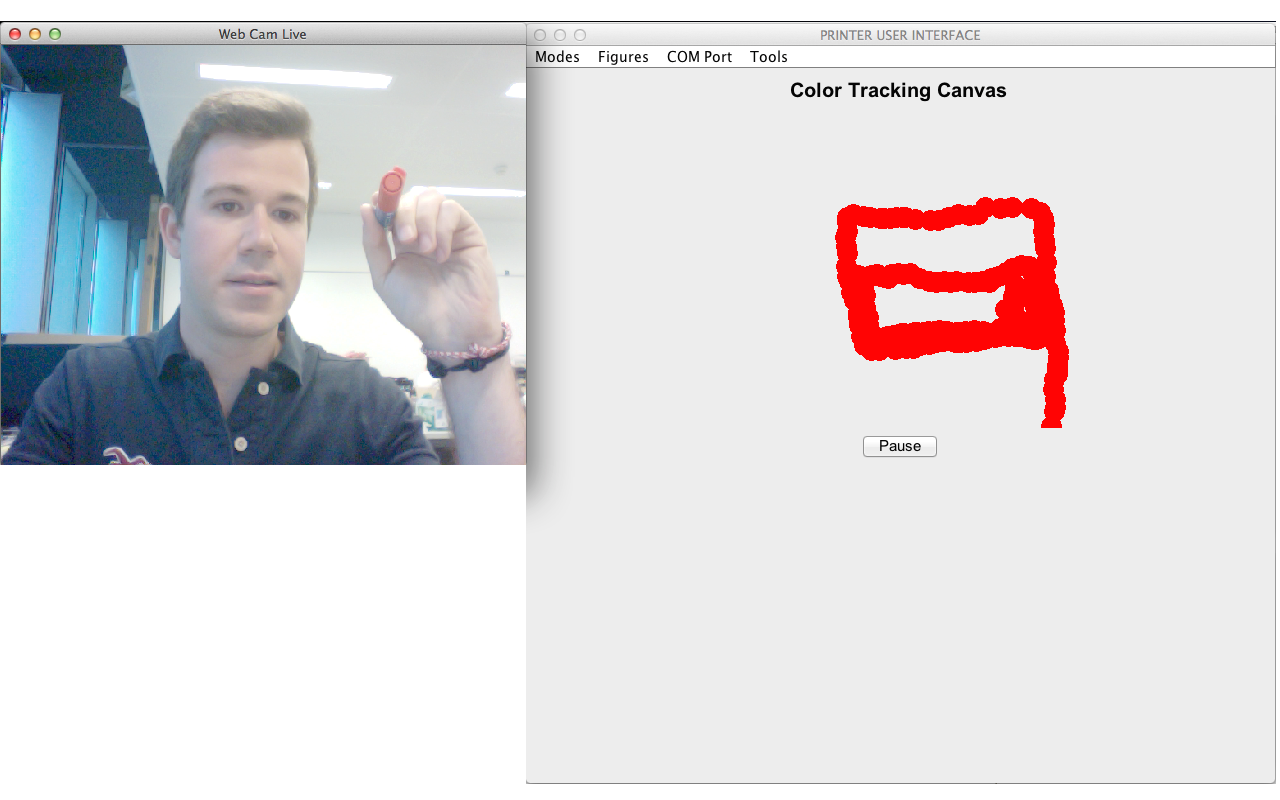 Web Cam Live
PRINTER USER INTERFACE
Modes Figures COM Port Tools
Color Tracking Canvas
Pause